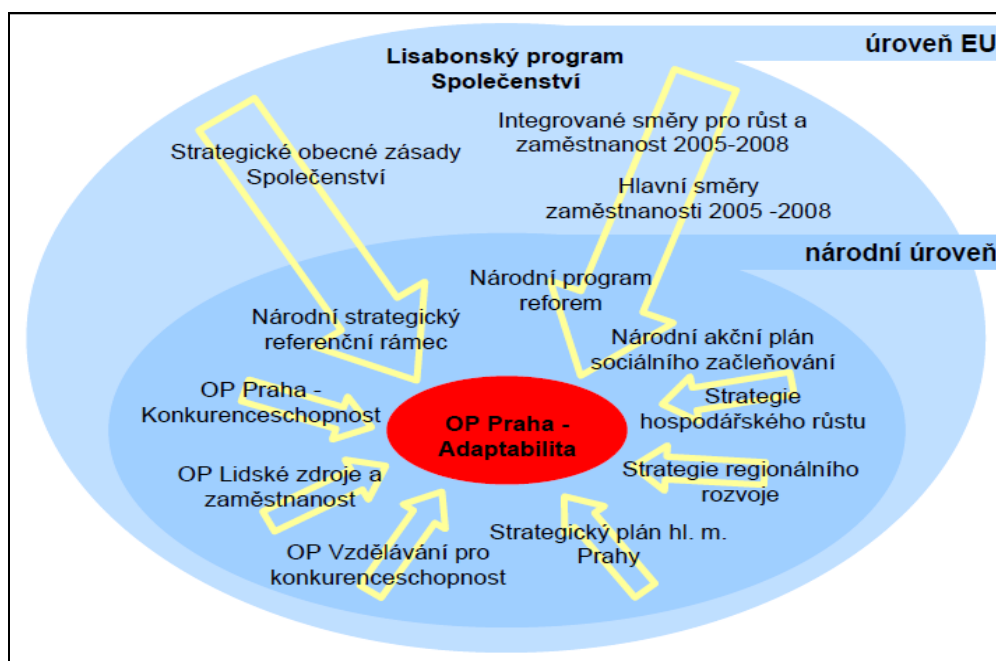 úroveň EU
Lisabonský program
Společenství
Integrované směry pro růst a
zaměstnanost 2005-2008
Strategické obecné zásady
Společenství
Hlavní směry
zaměstnanosti 2005 -2008
národní úroveň
Národní program
reforem
Národní strategický
referenční rámec
Národní akční plán
sociálního začleňování
OP Praha -
Konkurenceschopnost
Strategie
hospodářského růstu
OP Praha -
Adaptabilita
OP Lidské zdroje a
zaměstnanost
Strategie regionálního
rozvoje
Strategický plán hl. m.
Prahy
OP Vzdělávání pro
konkurenceschopnost